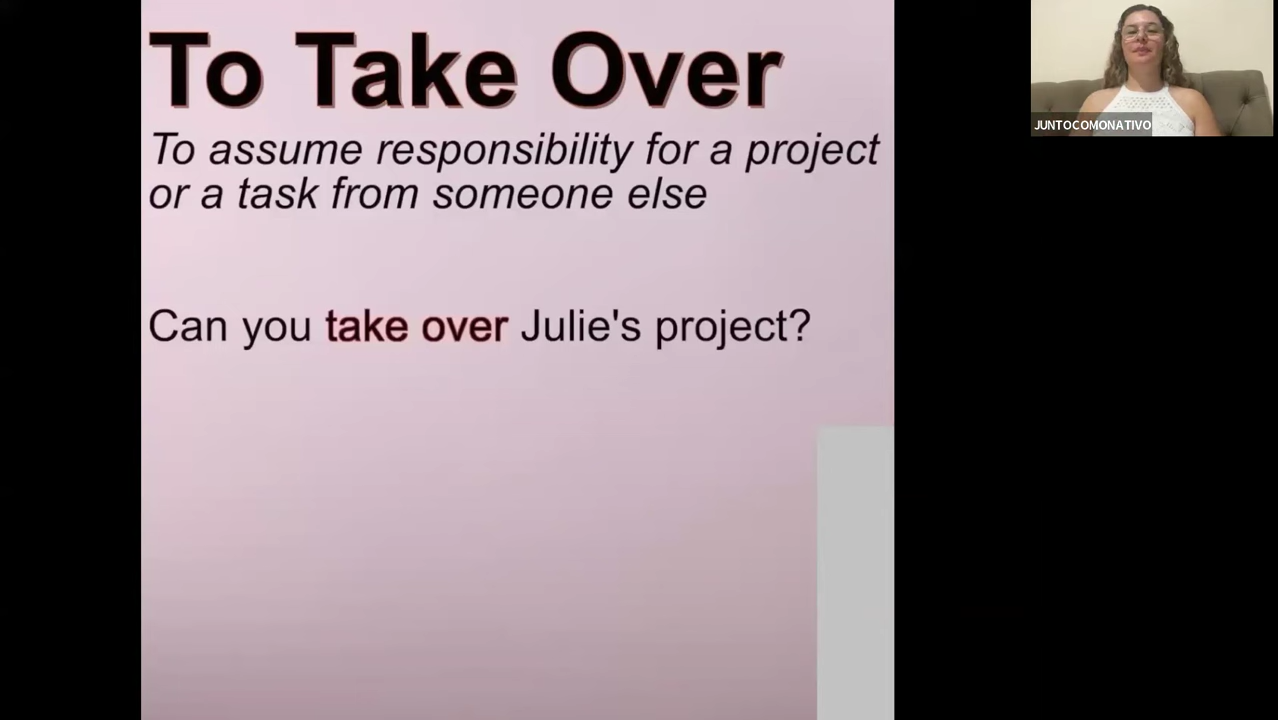 To Take Over
To assume responsibility for a project
or a task from someone else
Can you take over Julie's project?
JUNTOCOMONATIVO